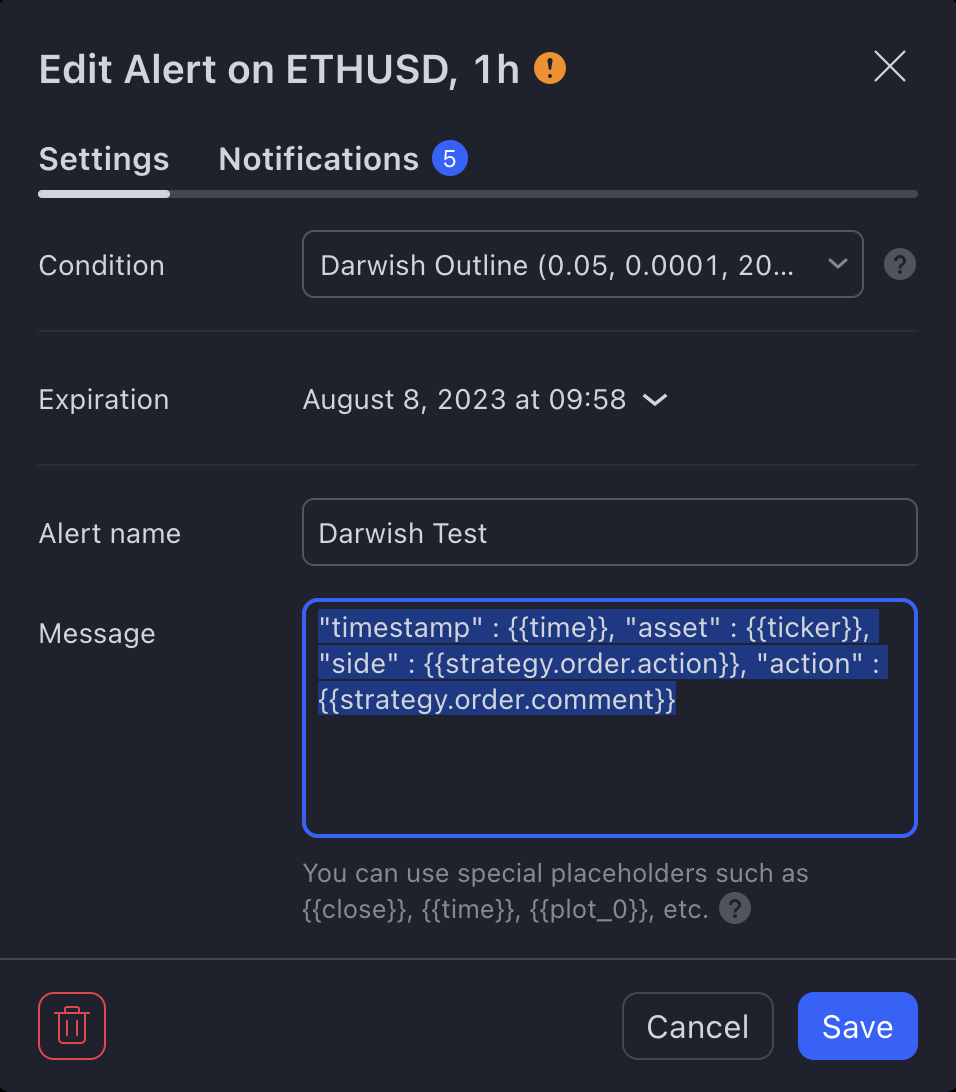 Edit Alert on ETHUSD, 1h !
Settings Notifications 5
Condition Darwish Outline (0.05, 0.0001, 20... ?
Expiration August 8, 2023 at 09:58
Alert name Darwish Test
Message
"timestamp" : {{time}}, "asset" : {{ticker}},
"side" : {{strategy.order.action}}, "action" :
{{strategy.order.comment}}
You can use special placeholders such as
{{close}}, {{time}}, {{plot_0}}, etc. ?
Cancel Save